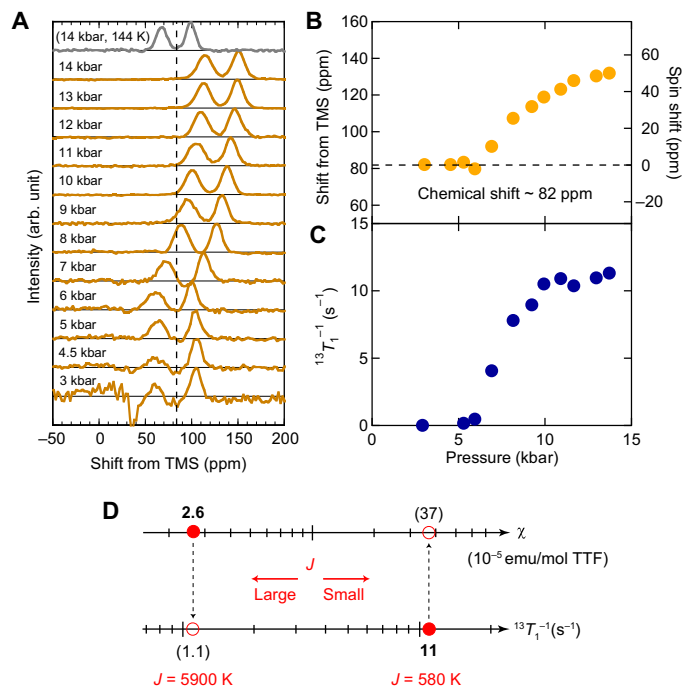 A
(14 kbar, 144 K)
14 kbar
13 kbar
12 kbar
11 kbar
10 kbar
9 kbar
8 kbar
7 kbar
6 kbar
5 kbar
4.5 kbar
3 kbar
Intensity (arb. unit)
−50 0 50 100 150 200
Shift from TMS (ppm)
B
160
140
120
100
80
60
Shift from TMS (ppm)
60
40
20
0
−20
Spin shift (ppm)
Chemical shift ~ 82 ppm
C
15
10
5
0
¹³T₁⁻¹ (s⁻¹)
0 5 10 15
Pressure (kbar)
D
2.6 (37)
χ
(10⁻⁵ emu/mol TTF)
J
Large Small
¹³T₁⁻¹(s⁻¹)
(1.1) 11
J = 5900 K J = 580 K